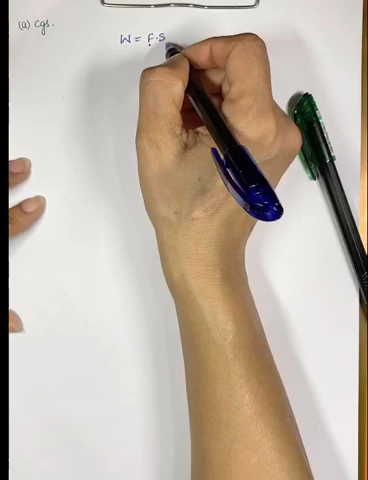 (a) cgs.
W = F.S